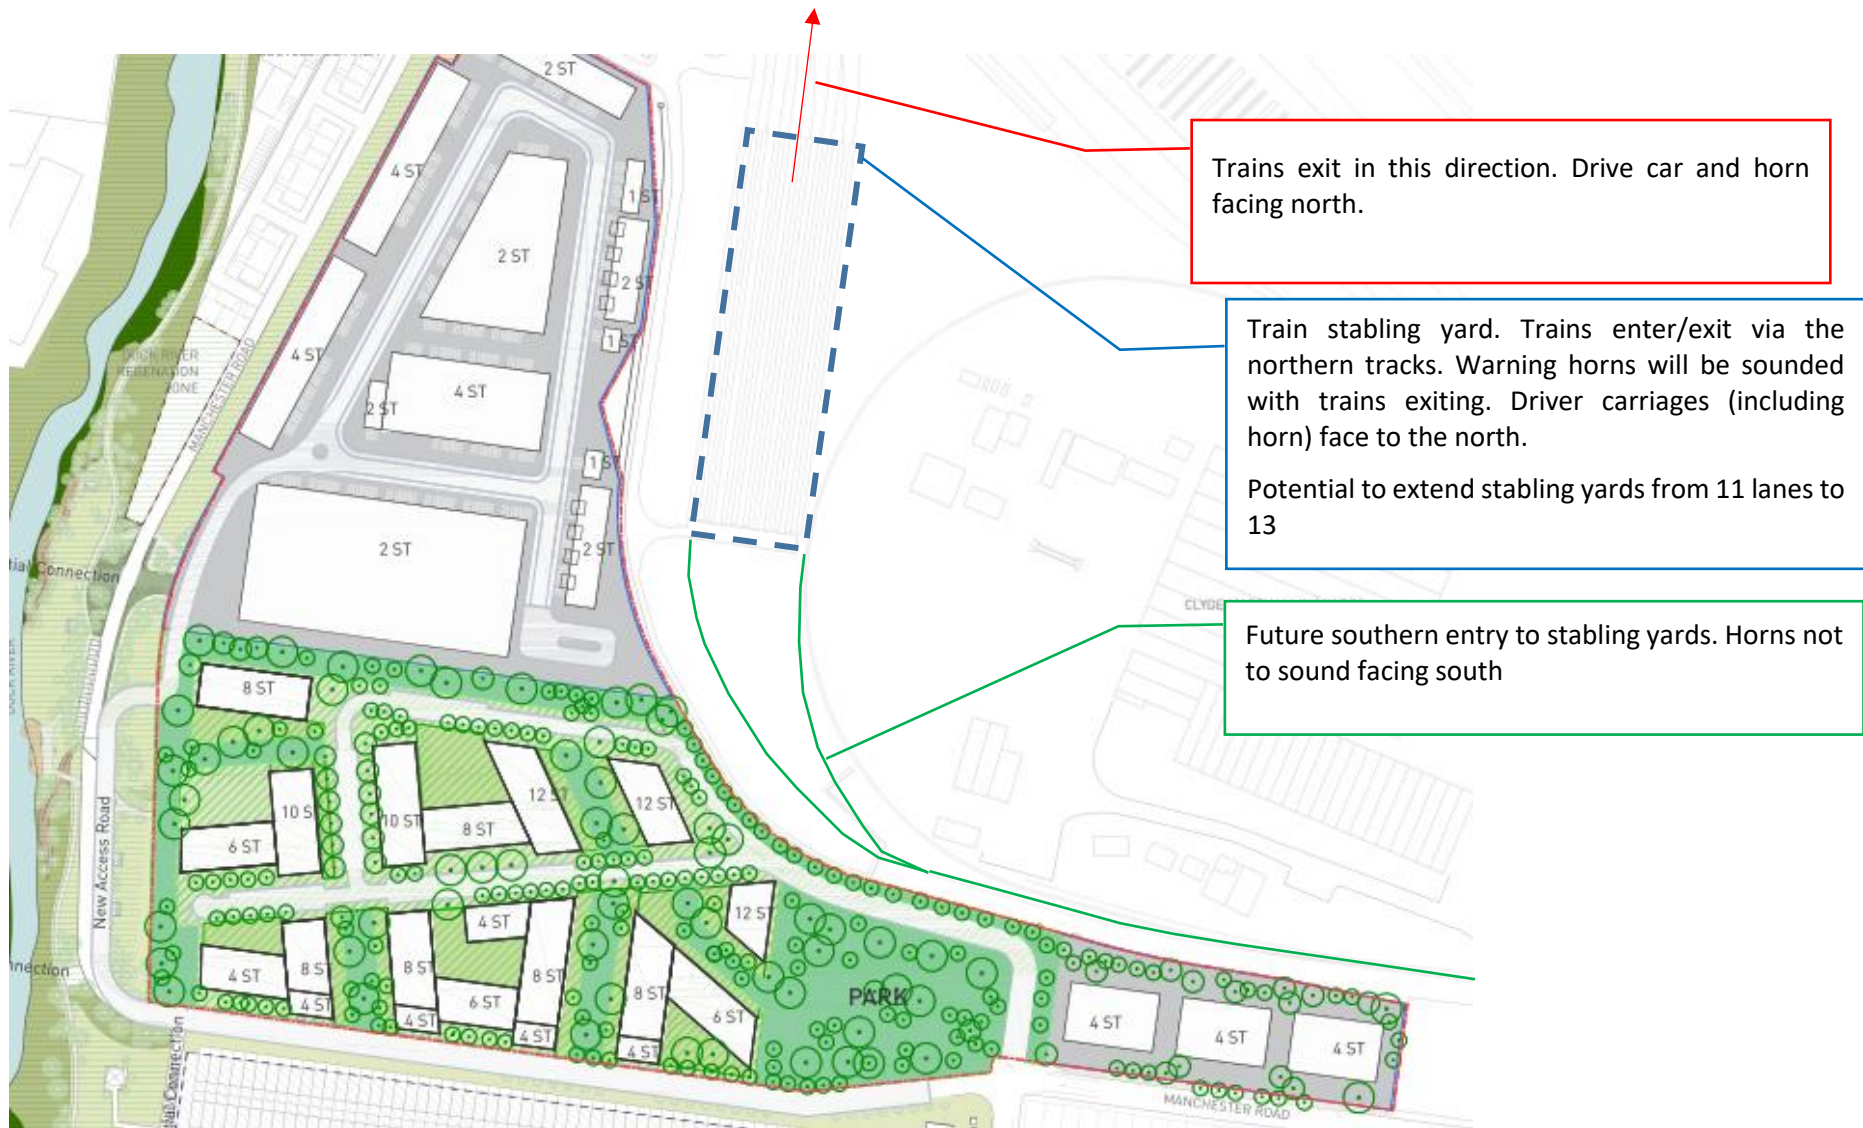 2 ST
4 ST
1 ST
2 ST
2 ST
1 ST
4 ST
4 ST
2 ST
1 ST
2 ST
2 ST
MANCHESTER ROAD
DUCK RIVER
REGENATION
ZONE
Connection
New Access Road
8 ST
10 ST
6 ST
10 ST
8 ST
12 ST
12 ST
12 ST
4 ST
8 ST
4 ST
8 ST
4 ST
6 ST
4 ST
8 ST
4 ST
8 ST
4 ST
6 ST
PARK
4 ST
4 ST
4 ST
MANCHESTER ROAD
Trains exit in this direction. Drive car and horn
facing north.
Train stabling yard. Trains enter/exit via the
northern tracks. Warning horns will be sounded
with trains exiting. Driver carriages (including
horn) face to the north.
Potential to extend stabling yards from 11 lanes to
13
Future southern entry to stabling yards. Horns not
to sound facing south